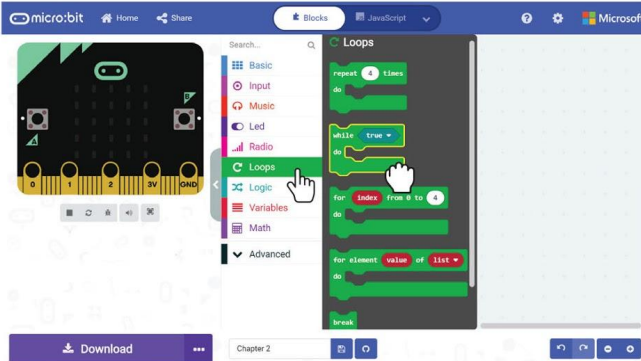 micro:bit Home Share Blocks JavaScript Microsoft
Search...
Basic
Input
Music
Led
Radio
Loops
Logic
Variables
Math
Advanced
Loops
repeat 4 times
do
while true
do
for index from 0 to 4
do
for element value of list
do
break
B
A
0 1 2 3V GND
Download
Chapter 2